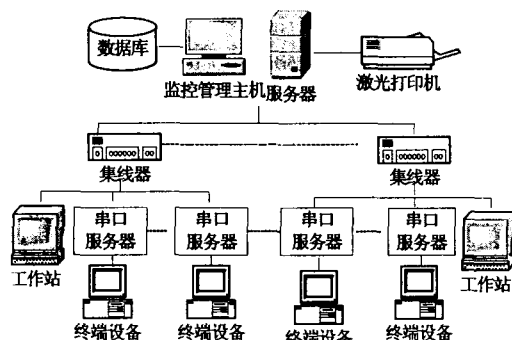 数据库
监控管理主机 服务器 激光打印机
集线器 集线器
串口 串口 串口 串口
服务器 服务器 服务器 服务器
工作站 工作站
终端设备 终端设备 终端设备 终端设备